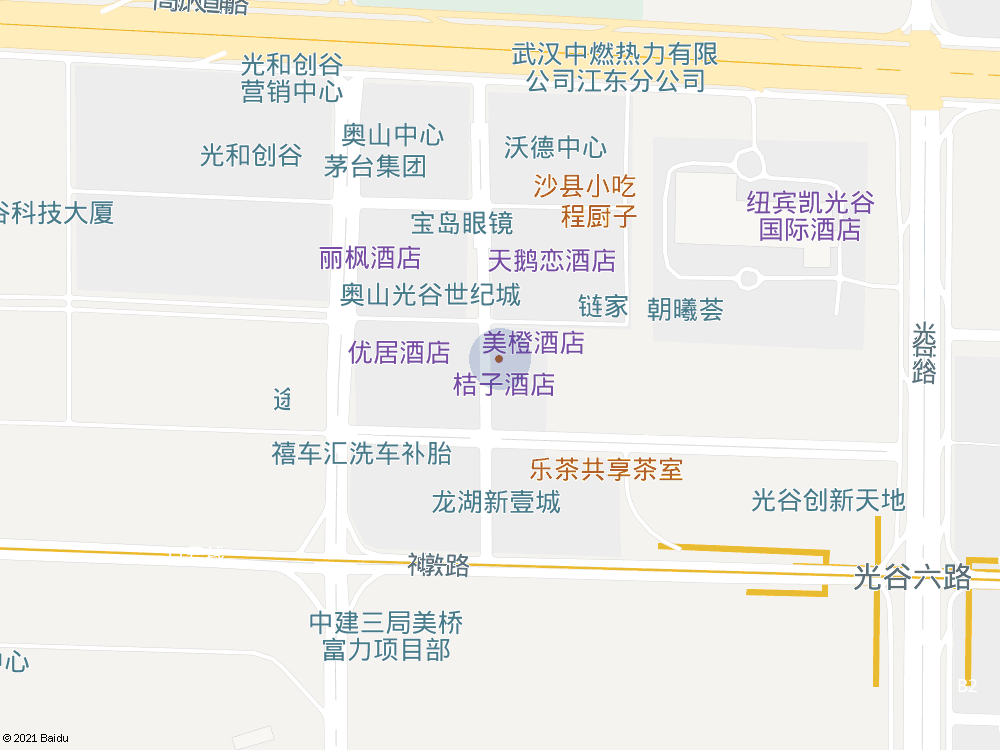 光和创谷
营销中心
武汉中燃热力有限
公司江东分公司
奥山中心
光和创谷
茅台集团
沃德中心
沙县小吃
程厨子
纽宾凯光谷
国际酒店
谷科技大厦
宝岛眼镜
丽枫酒店
天鹅恋酒店
奥山光谷世纪城
链家
朝曦荟
优居酒店
美橙酒店
桔子酒店
禧车汇洗车补胎
乐茶共享茶室
龙湖新壹城
光谷创新天地
光谷六路
中建三局美桥
富力项目部
中心
B2
© 2021 Baidu